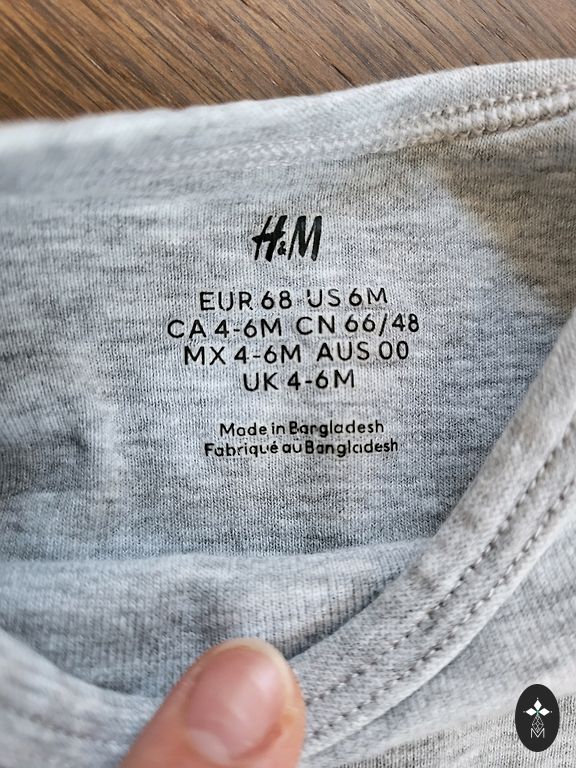 H&M
EUR 68 US 6M
CA 4-6M CN 66/48
MX 4-6M AUS 00
UK 4-6M
Made in Bangladesh
Fabriqué au Bangladesh
M